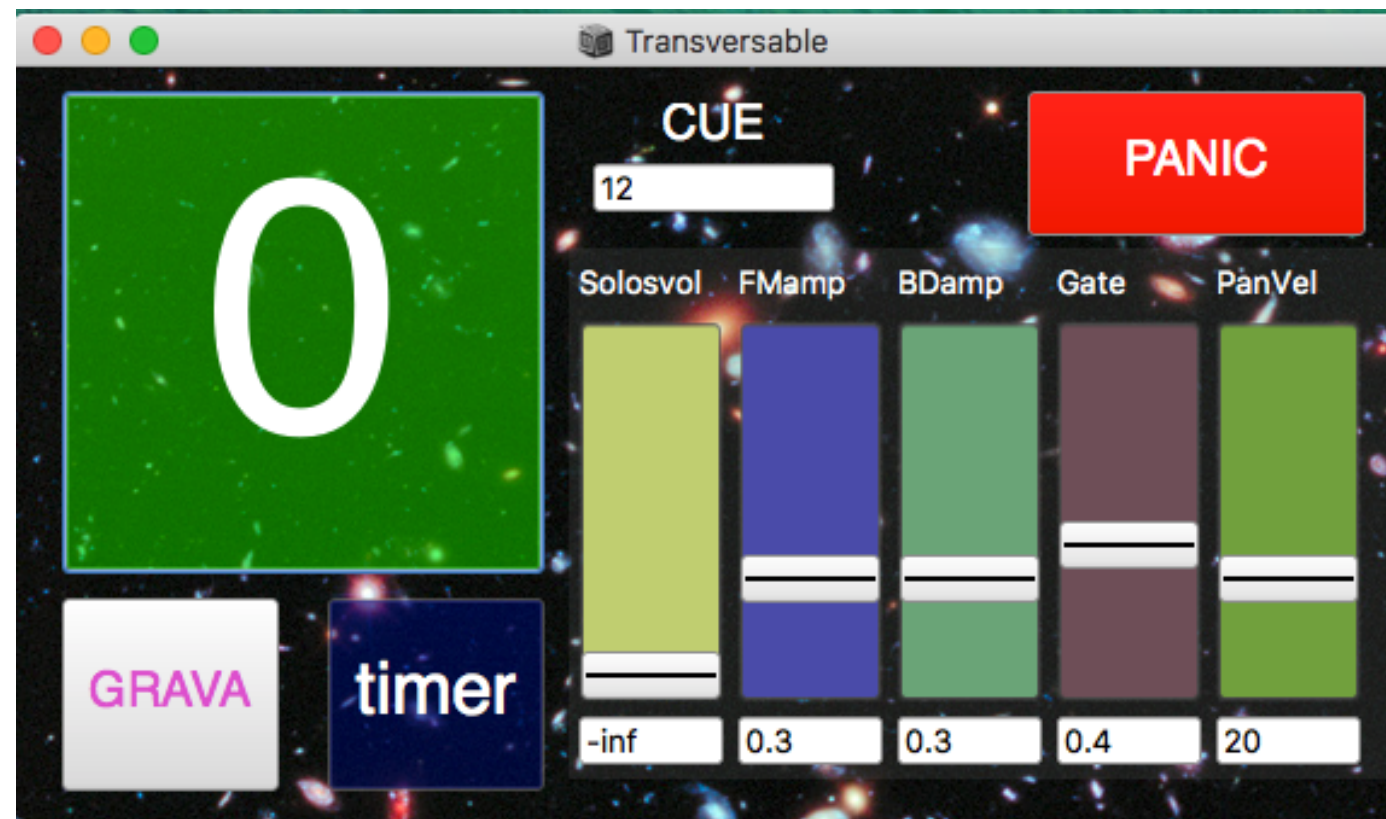 Transversable
0
CUE
12
PANIC
Solosvol FMamp BDamp Gate PanVel
-inf 0.3 0.3 0.4 20
GRAVA timer